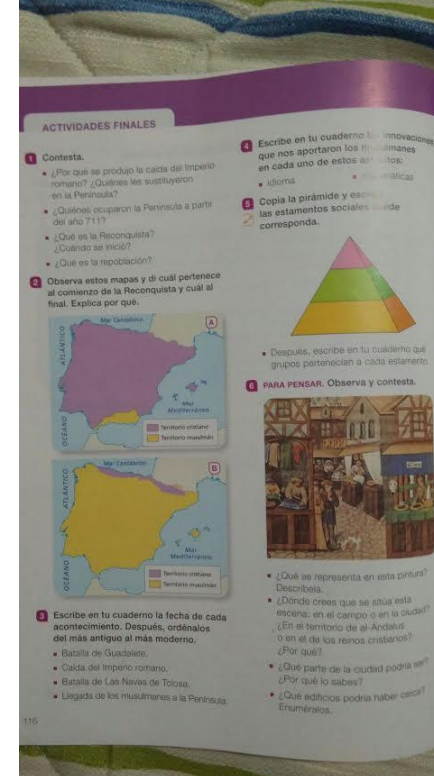 ACTIVIDADES FINALES
1 Contesta.
▪ ¿Por qué se produjo la caída del Imperio
romano? ¿Quiénes les sustituyeron
en la Península?
▪ ¿Quiénes ocuparon la Península a partir
del año 711?
▪ ¿Qué es la Reconquista?
¿Cuándo se inició?
▪ ¿Qué es la repoblación?
2 Observa estos mapas y di cuál pertenece
al comienzo de la Reconquista y cuál al
final. Explica por qué.
Mar Cantábrico
A
OCÉANO ATLÁNTICO
Mar
Mediterráneo
Territorio cristiano
Territorio musulmán
Mar Cantábrico
B
OCÉANO ATLÁNTICO
Mar
Mediterráneo
Territorio cristiano
Territorio musulmán
3 Escribe en tu cuaderno la fecha de cada
acontecimiento. Después, ordénalos
del más antiguo al más moderno.
▪ Batalla de Guadalete.
▪ Caída del Imperio romano.
▪ Batalla de Las Navas de Tolosa.
▪ Llegada de los musulmanes a la Península.
116
4 Escribe en tu cuaderno innovaciones
que nos aportaron los
en cada uno de estos
▪ idioma
5 Copia la pirámide y
las estamentos sociales donde
corresponda.
▪ Después, escribe en tu cuaderno qué
grupos pertenecían a cada estamento.
6 PARA PENSAR. Observa y contesta.
▪ ¿Qué se representa en esta pintura?
Descríbela.
▪ ¿Dónde crees que se sitúa esta
escena: en el campo o en la ciudad?
¿En el territorio de al-Andalus
o en el de los reinos cristianos?
¿Por qué?
▪ ¿Qué parte de la ciudad podría ser?
¿Por qué lo sabes?
▪ ¿Qué edificios podría haber cerca?
Enuméralos.